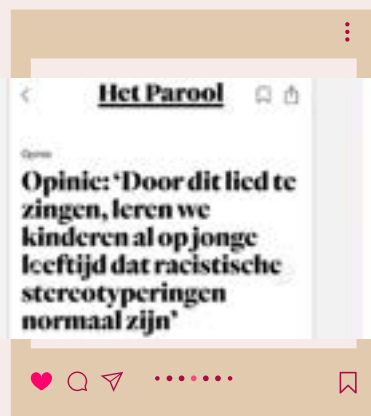 Het Parool
Opinie
Opinie: ‘Door dit lied te
zingen, leren we
kinderen al op jonge
leeftijd dat racistische
stereotyperingen
normaal zijn’